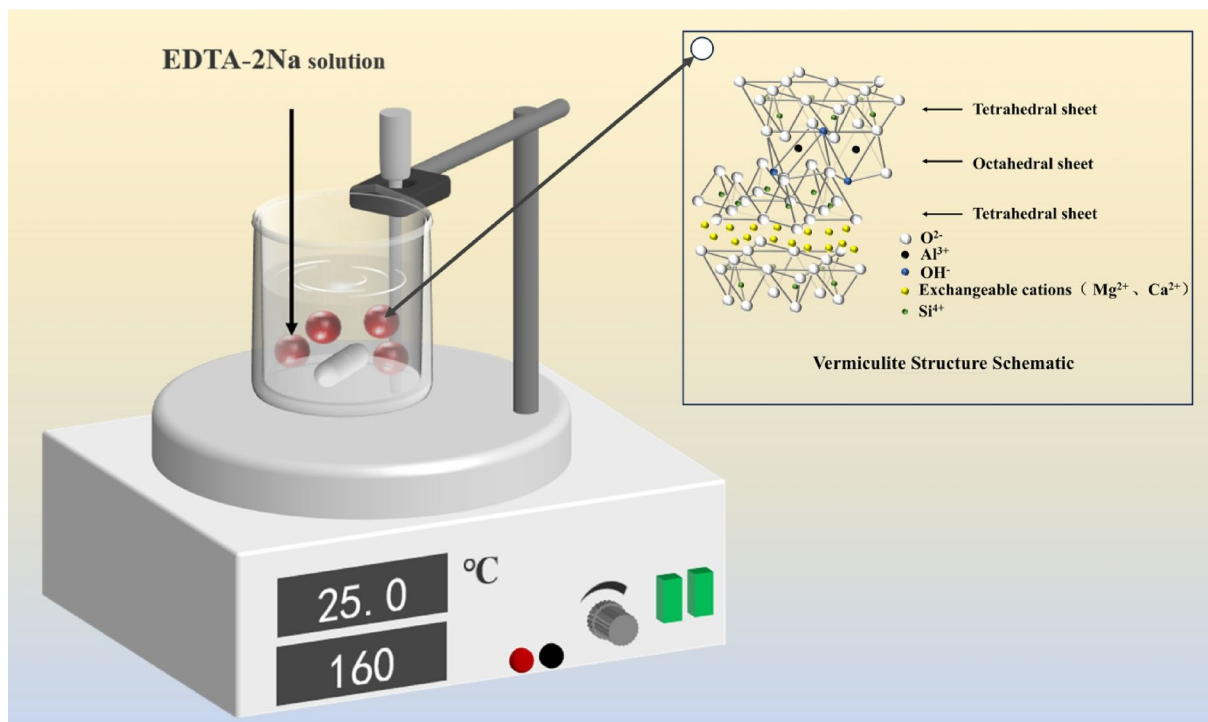 EDTA-2Na solution
Tetrahedral sheet
Octahedral sheet
Tetrahedral sheet
O²⁻
Al³⁺
OH⁻
Exchangeable cations（ Mg²⁺ 、Ca²⁺）
Si⁴⁺
Vermiculite Structure Schematic
25.0 ℃
160